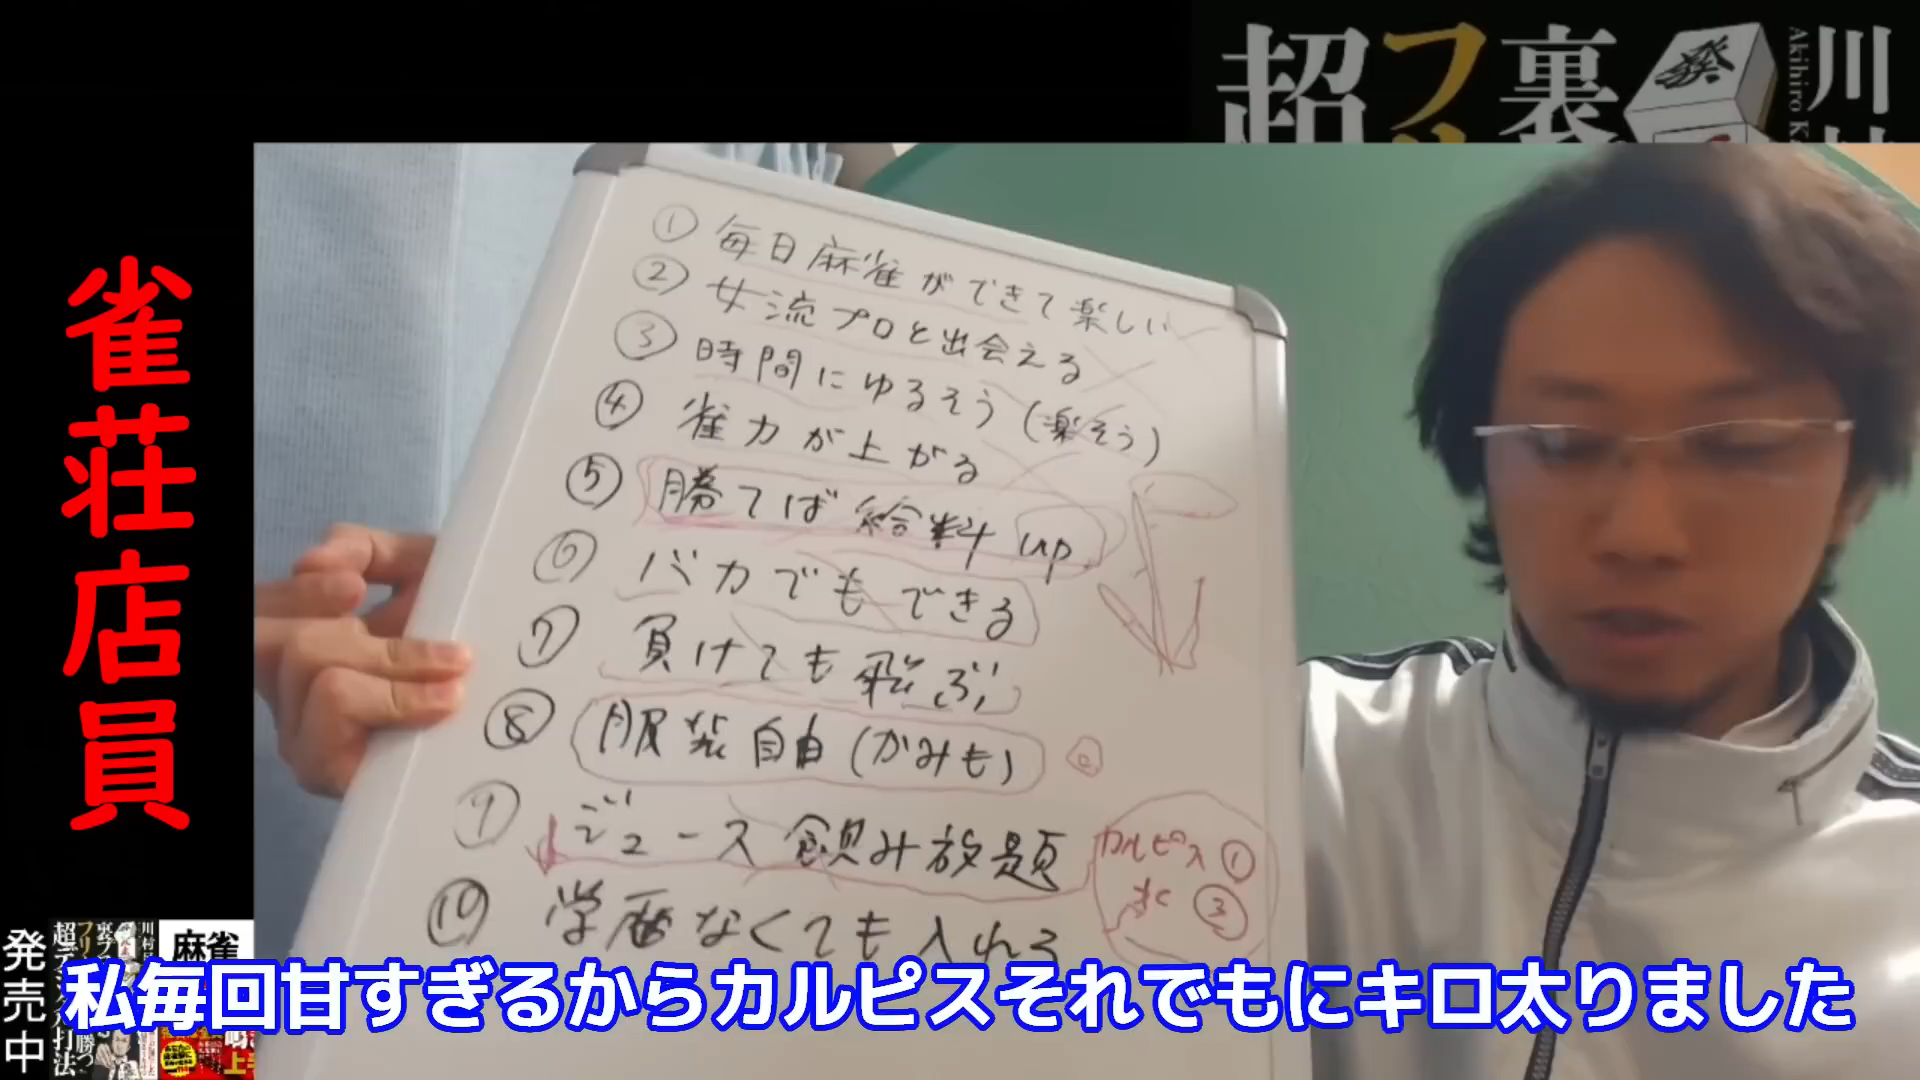 超
フリ
裏
發
川村
Akihiro K
雀荘店員
① 毎日麻雀ができて楽しい
② 女流プロと出会える
③ 時間にゆるそう(楽そう)
④ 雀力が上がる
⑤ 勝てば給料up
⑥ バカでもできる
⑦ 負けても飛ぶ
⑧ 服装自由(かみも)
⑨ ジュース飲み放題
カルピス ①
水 ③
⑩ 学歴なくても入れる
発売中
麻雀
私毎回甘すぎるからカルピスそれでもにキロ太りました